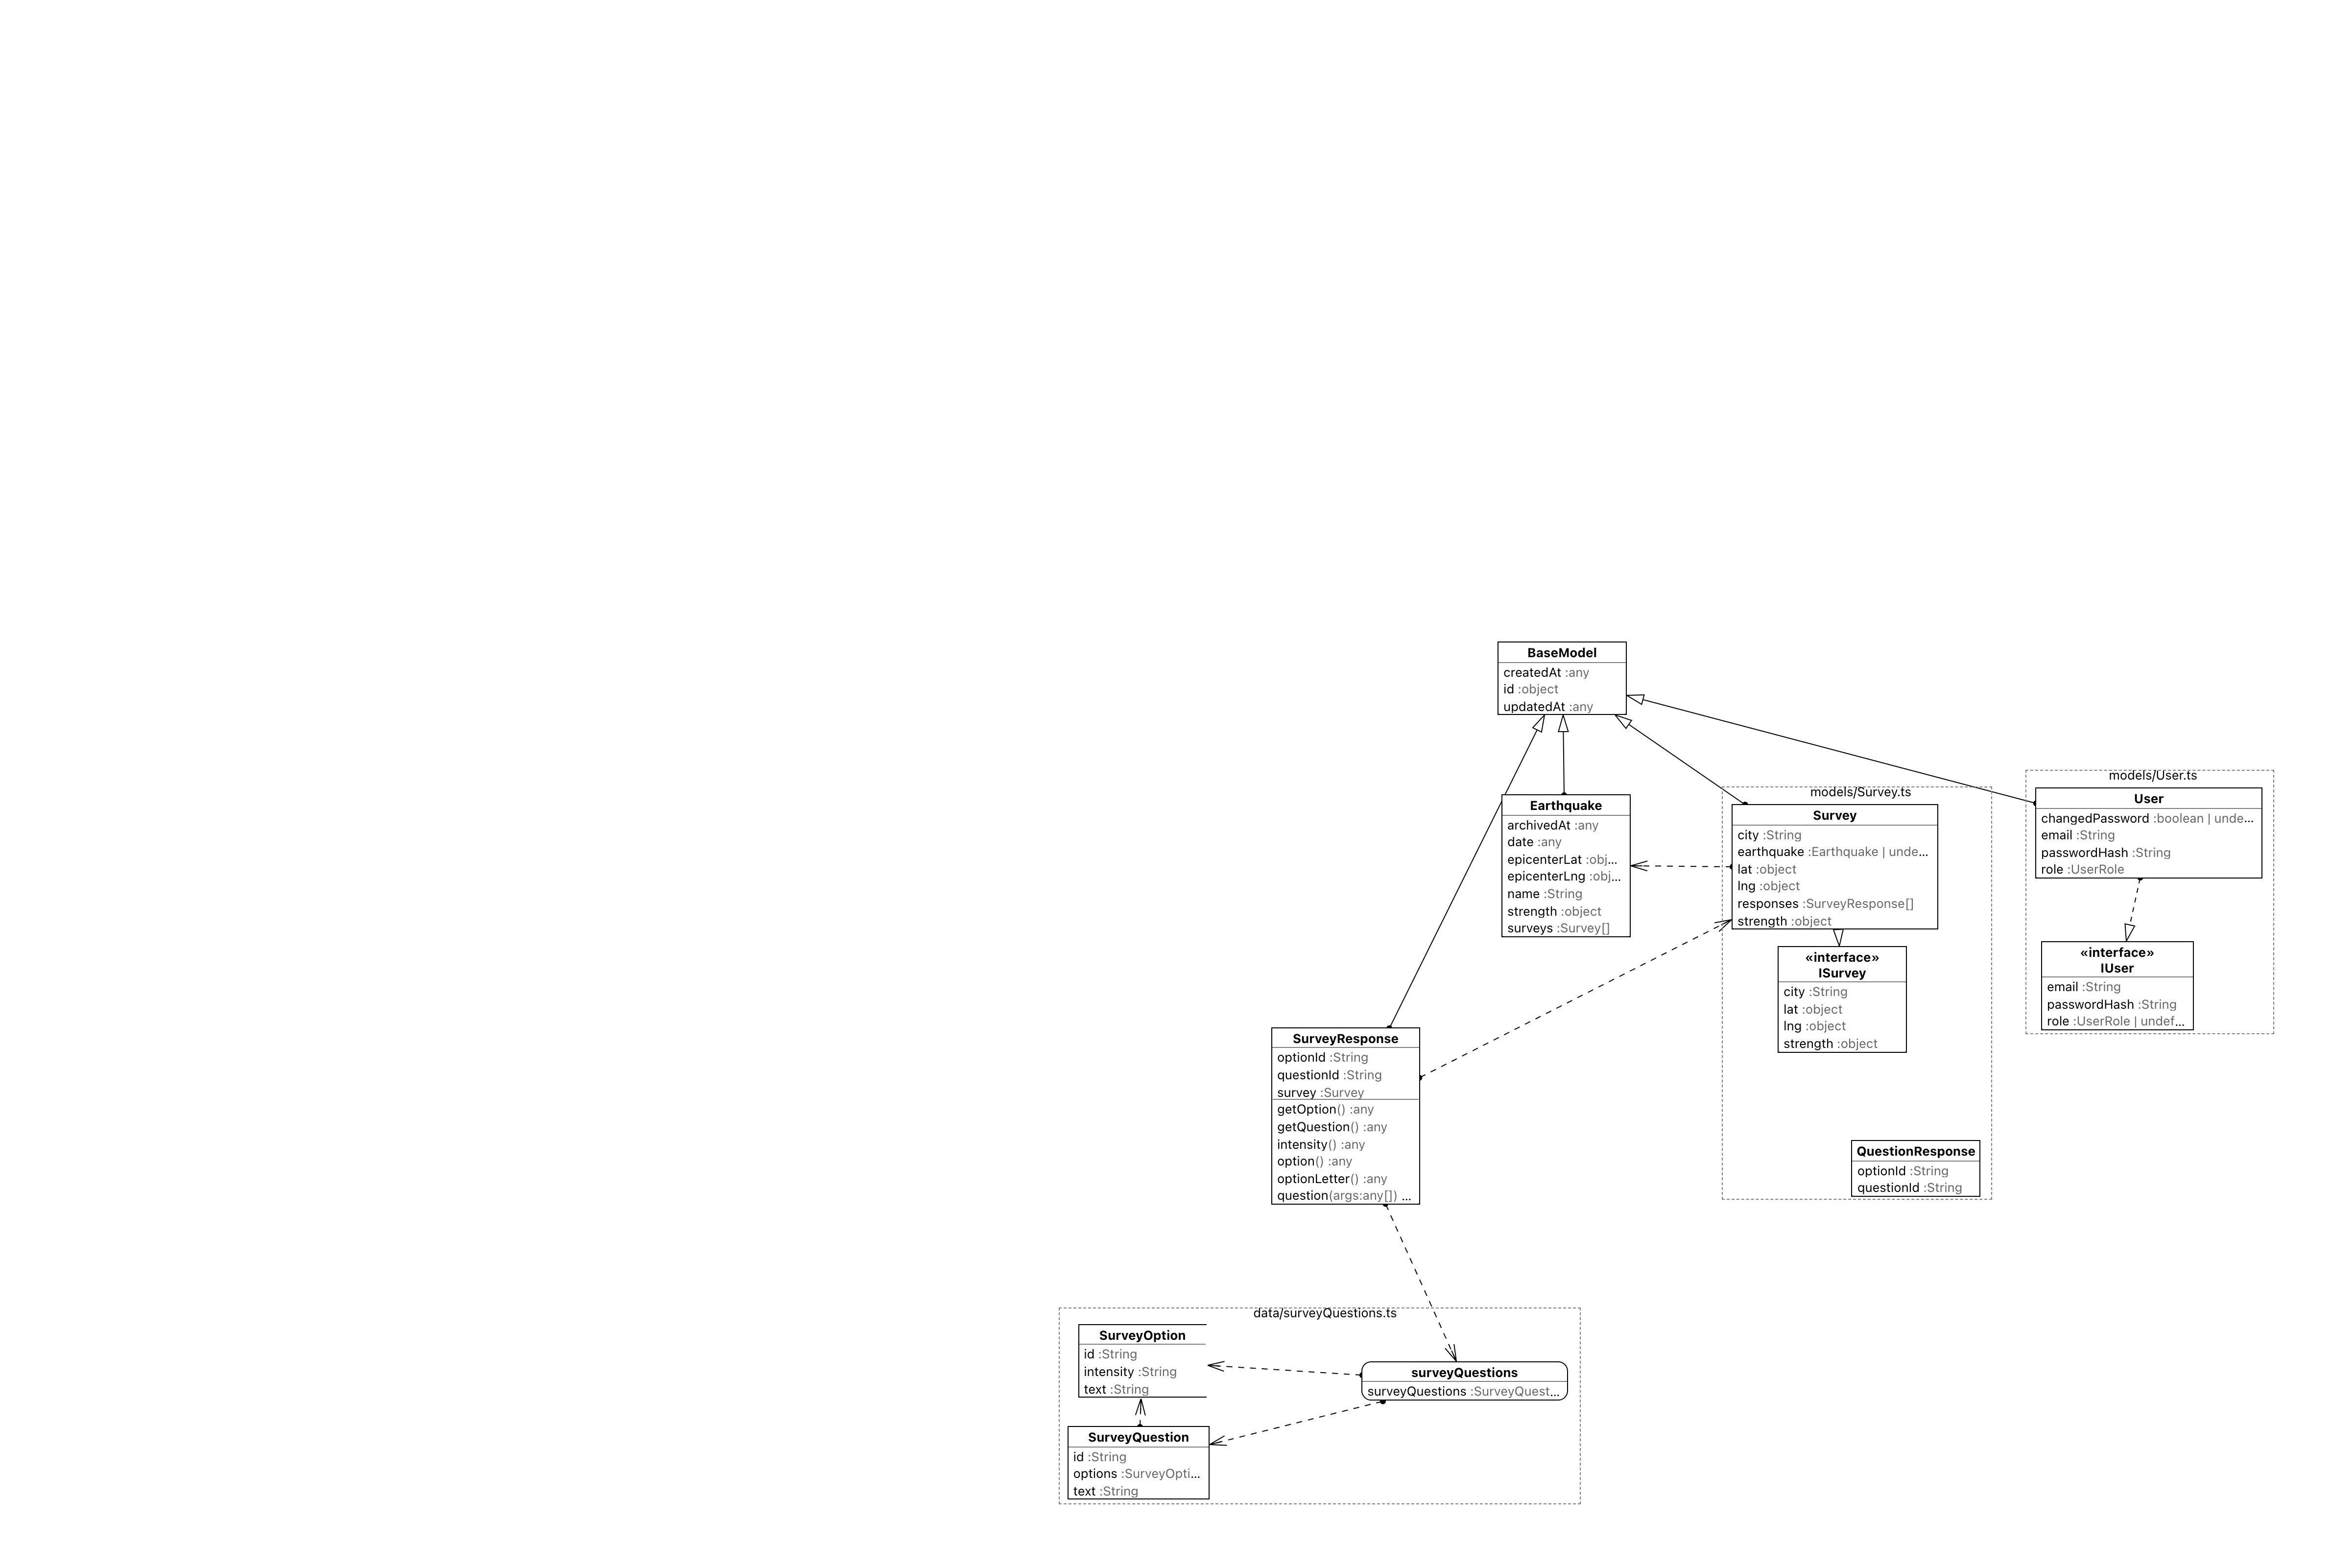 BaseModel
createdAt :any
id :object
updatedAt :any
models/User.ts
User
changedPassword :boolean | unde...
email :String
passwordHash :String
role :UserRole
models/Survey.ts
Survey
city :String
earthquake :Earthquake | unde...
lat :object
lng :object
responses :SurveyResponse[]
strength :object
Earthquake
archivedAt :any
date :any
epicenterLat :obj...
epicenterLng :obj...
name :String
strength :object
surveys :Survey[]
«interface»
IUser
email :String
passwordHash :String
role :UserRole | undef...
«interface»
ISurvey
city :String
lat :object
lng :object
strength :object
SurveyResponse
optionId :String
questionId :String
survey :Survey
getOption() :any
getQuestion() :any
intensity() :any
option() :any
optionLetter() :any
question(args:any[]) ...
QuestionResponse
optionId :String
questionId :String
data/surveyQuestions.ts
SurveyOption
id :String
intensity :String
text :String
surveyQuestions
surveyQuestions :SurveyQuest...
SurveyQuestion
id :String
options :SurveyOpti...
text :String